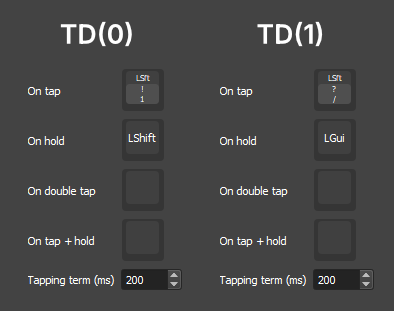 TD(0)
On tap
LSft
!
1
On hold
LShift
On double tap
On tap + hold
Tapping term (ms) 200
TD(1)
On tap
LSft
?
/
On hold
LGui
On double tap
On tap + hold
Tapping term (ms) 200